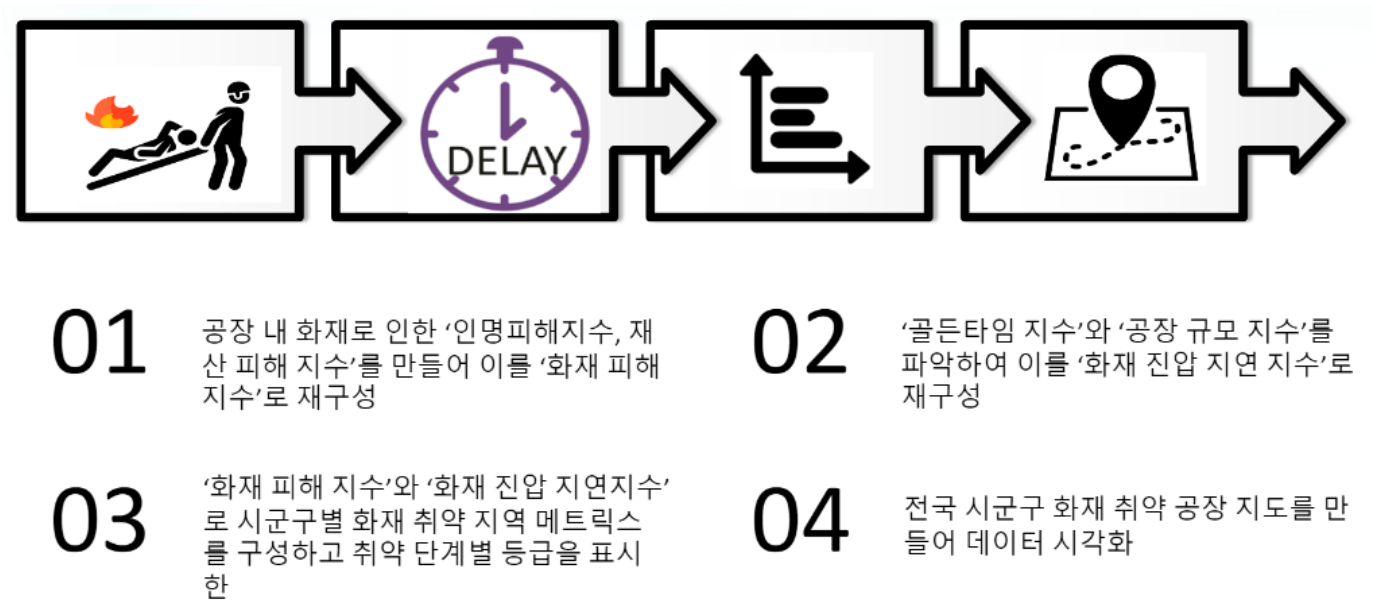 DELAY
01
공장 내 화재로 인한 ‘인명피해지수, 재
산 피해 지수’를 만들어 이를 ‘화재 피해
지수’로 재구성
02
‘골든타임 지수’와 ‘공장 규모 지수’를
파악하여 이를 ‘화재 진압 지연 지수’로
재구성
03
‘화재 피해 지수’와 ‘화재 진압 지연지수’
로 시군구별 화재 취약 지역 메트릭스
를 구성하고 취약 단계별 등급을 표시
한
04
전국 시군구 화재 취약 공장 지도를 만
들어 데이터 시각화